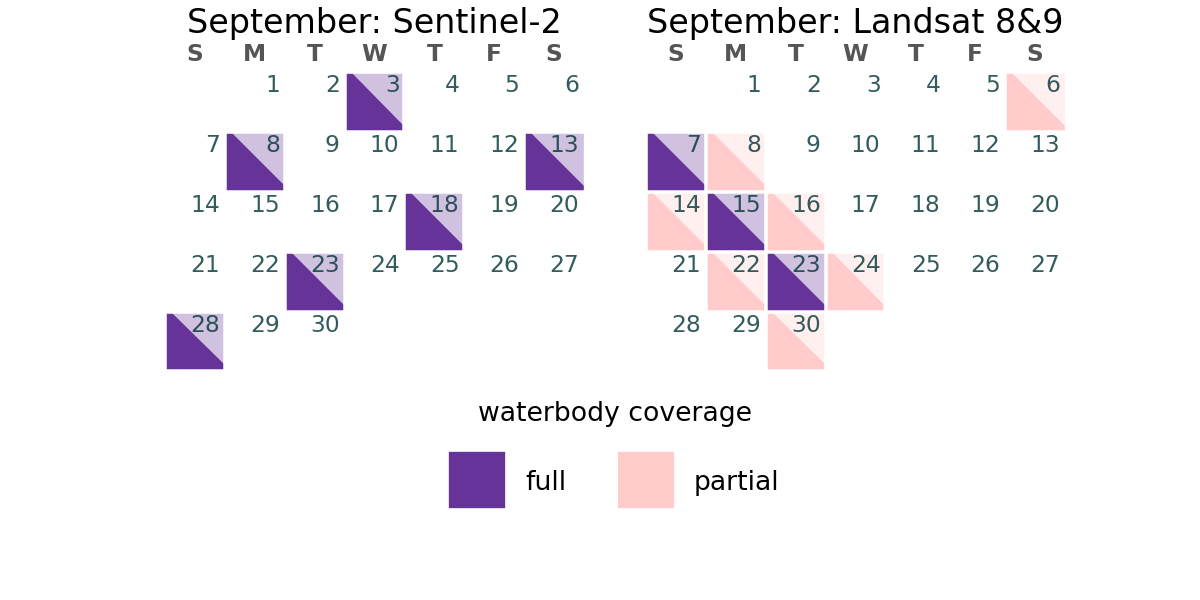 September: Sentinel-2
S M T W T F S
1 2 3 4 5 6
7 8 9 10 11 12 13
14 15 16 17 18 19 20
21 22 23 24 25 26 27
28 29 30
September: Landsat 8&9
S M T W T F S
1 2 3 4 5 6
7 8 9 10 11 12 13
14 15 16 17 18 19 20
21 22 23 24 25 26 27
28 29 30
waterbody coverage
full partial